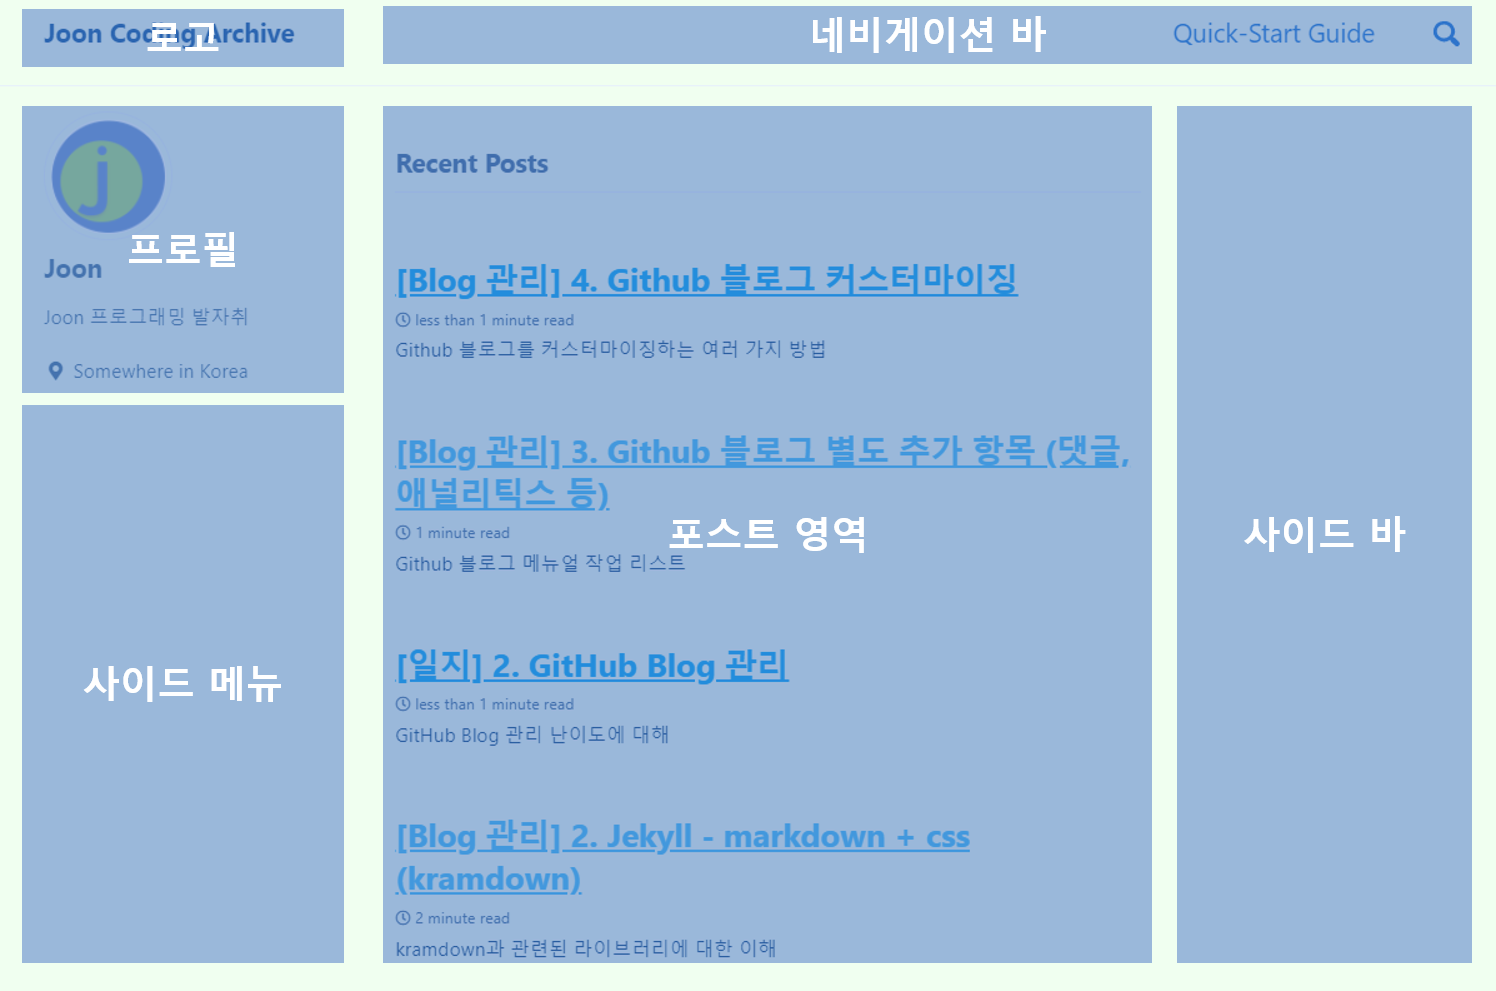 Joon Coding Archive
로고
네비게이션 바
Quick-Start Guide
j
프로필
Joon
Joon 프로그래밍 발자취
Somewhere in Korea
사이드 메뉴
Recent Posts
[Blog 관리] 4. Github 블로그 커스터마이징
less than 1 minute read
Github 블로그를 커스터마이징하는 여러 가지 방법
[Blog 관리] 3. Github 블로그 별도 추가 항목 (댓글,
애널리틱스 등)
1 minute read
포스트 영역
Github 블로그 메뉴얼 작업 리스트
[일지] 2. GitHub Blog 관리
less than 1 minute read
GitHub Blog 관리 난이도에 대해
[Blog 관리] 2. Jekyll - markdown + css
(kramdown)
2 minute read
kramdown과 관련된 라이브러리에 대한 이해
사이드 바